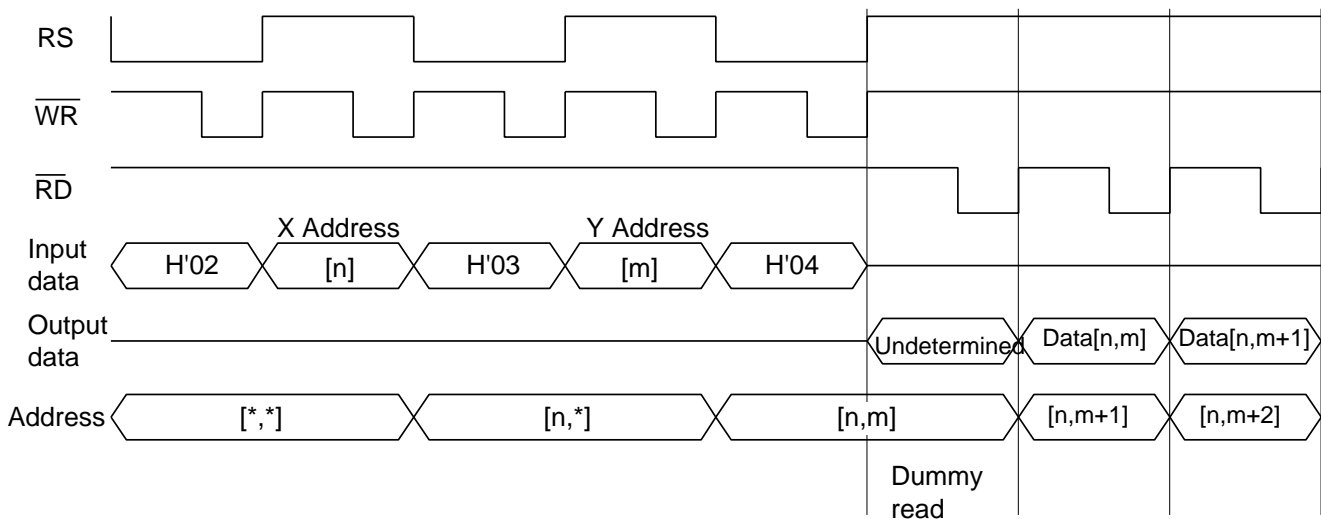 RS
WR
RD
X Address Y Address
Input
data
H'02 [n] H'03 [m] H'04
Output
data
Undetermined Data[n,m] Data[n,m+1]
Address [*,*] [n,*] [n,m] [n,m+1] [n,m+2]
Dummy
read